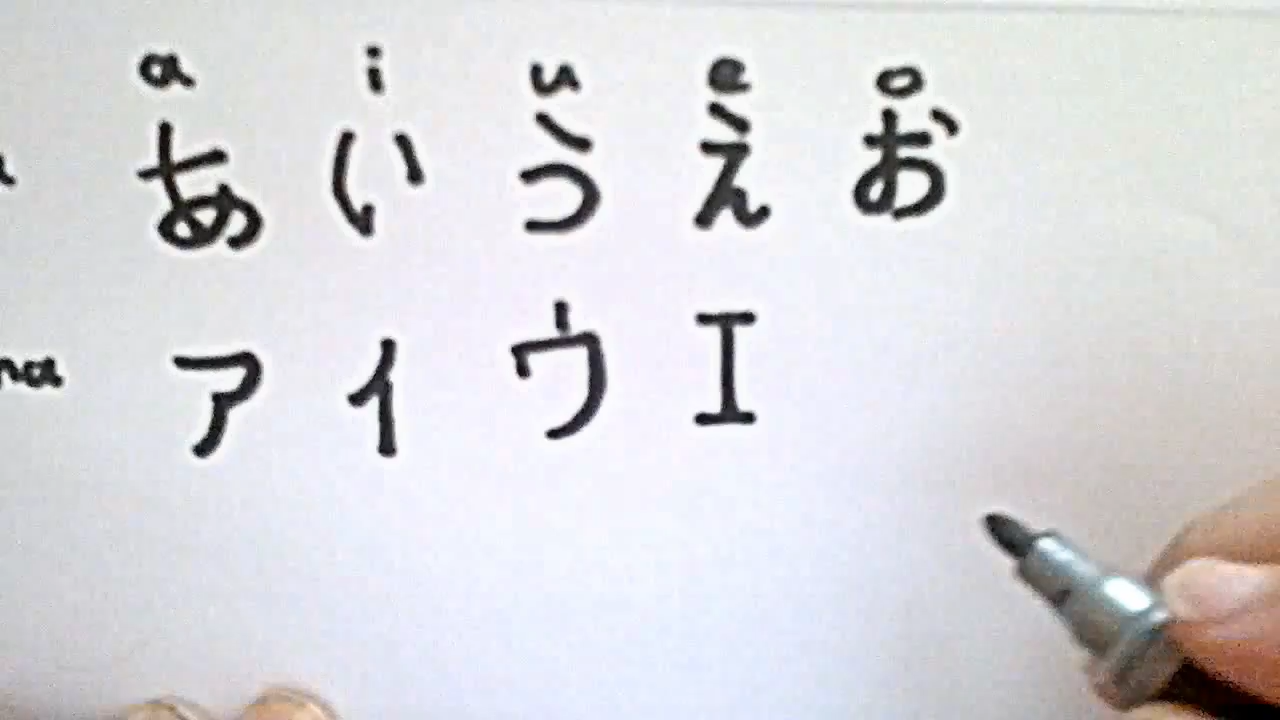 a i u e o
あ い う え お
ア イ ウ エ